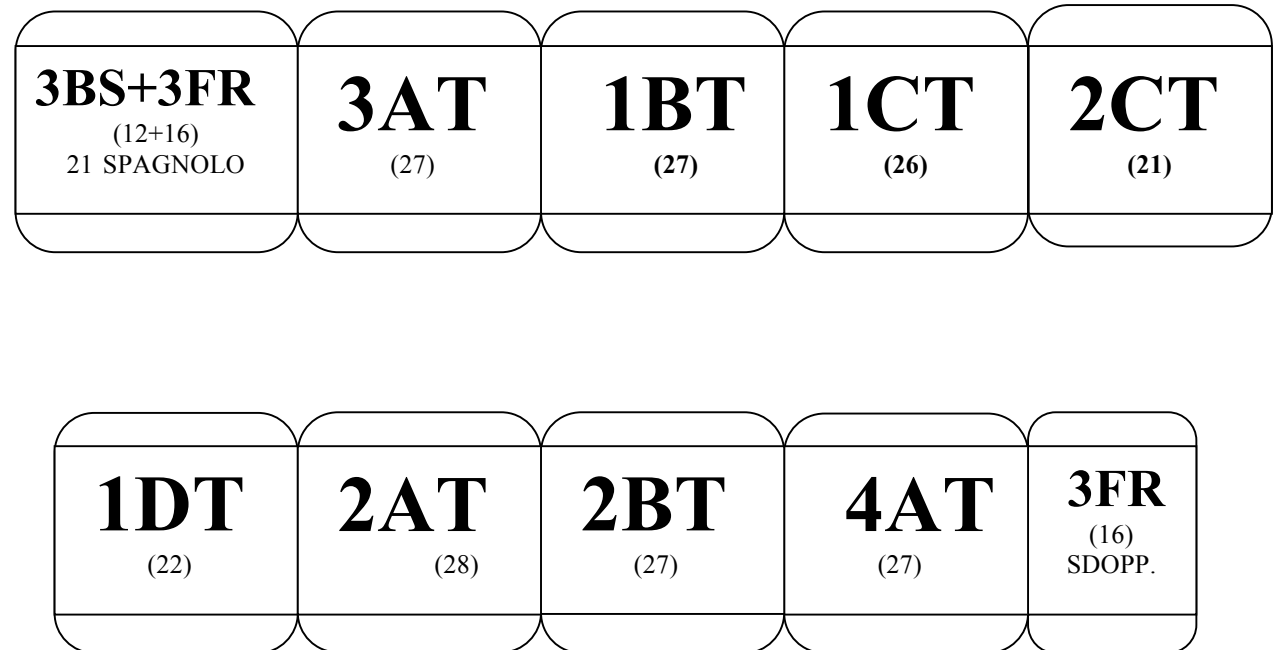 3BS+3FR
(12+16)
21 SPAGNOLO
3AT
(27)
1BT
(27)
1CT
(26)
2CT
(21)
1DT
(22)
2AT
(28)
2BT
(27)
4AT
(27)
3FR
(16)
SDOPP.